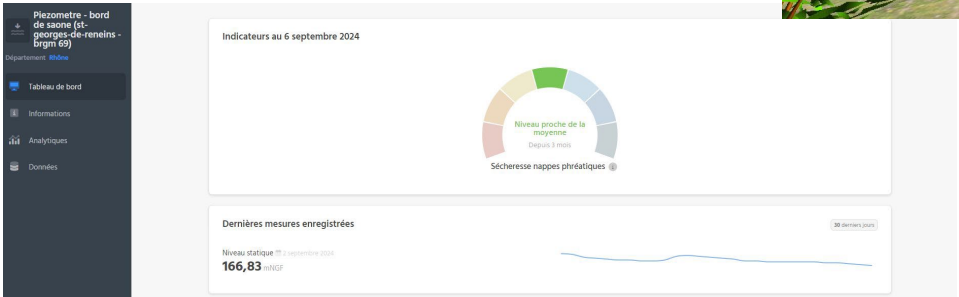 Piezometre - bord
de saone (st-
georges-de-reneins -
brgm 69)
Département Rhône
Tableau de bord
Informations
Analytiques
Données
Indicateurs au 6 septembre 2024
Niveau proche de la
moyenne
Depuis 3 mois
Sécheresse nappes phréatiques
Dernières mesures enregistrées
30 derniers jours
Niveau statique 2 septembre 2024
166,83 mNGF